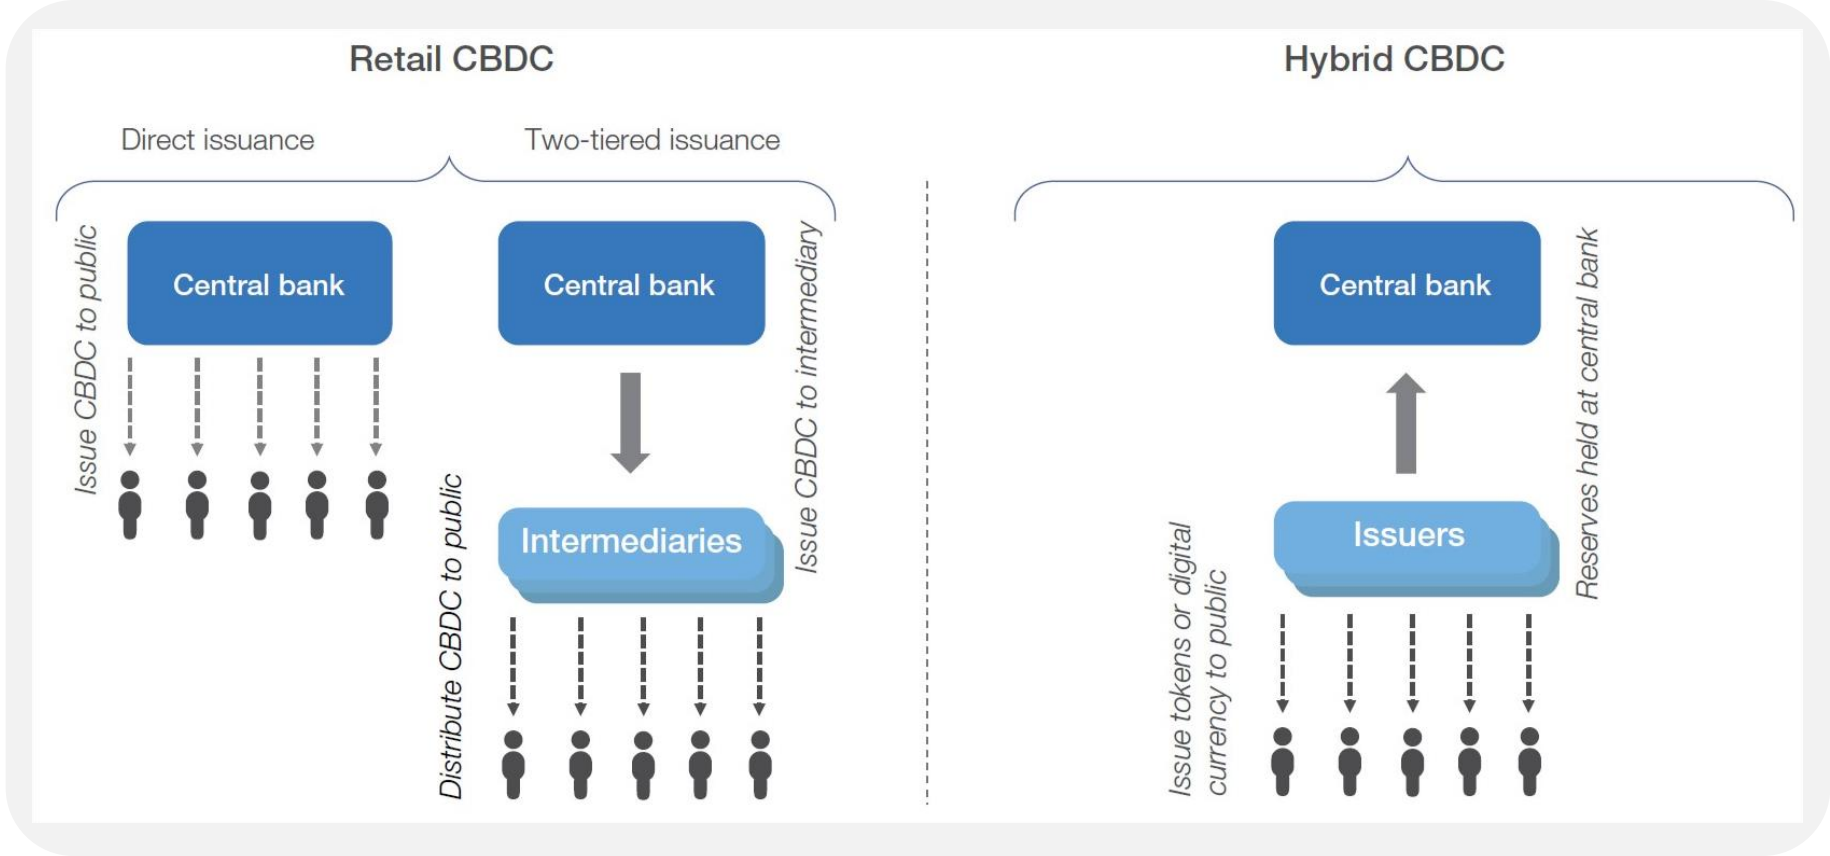 Retail CBDC
Hybrid CBDC
Direct issuance
Two-tiered issuance
Issue CBDC to public
Central bank
Central bank
Issue CBDC to intermediary
Distribute CBDC to public
Intermediaries
Central bank
Reserves held at central bank
Issuers
Issue tokens or digital
currency to public